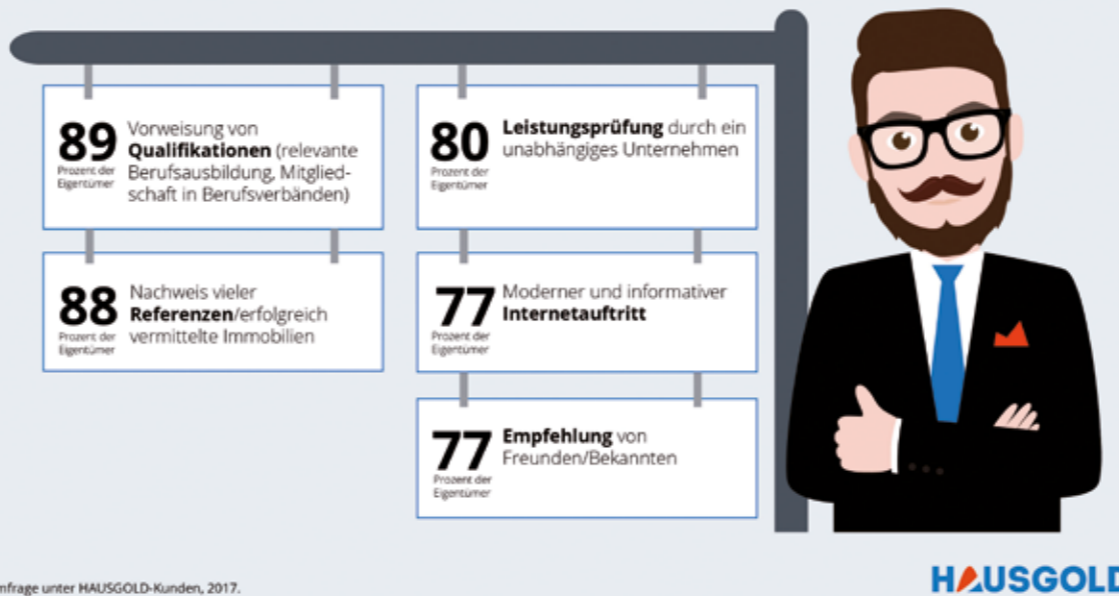 89
Prozent der
Eigentümer
Vorweisung von
Qualifikationen (relevante
Berufsausbildung, Mitglied-
schaft in Berufsverbänden)
88
Prozent der
Eigentümer
Nachweis vieler
Referenzen/erfolgreich
vermittelte Immobilien
80
Prozent der
Eigentümer
Leistungsprüfung durch ein
unabhängiges Unternehmen
77
Prozent der
Eigentümer
Moderner und informativer
Internetauftritt
77
Prozent der
Eigentümer
Empfehlung von
Freunden/Bekannten
mfrage unter HAUSGOLD-Kunden, 2017.
HAUSGOLD